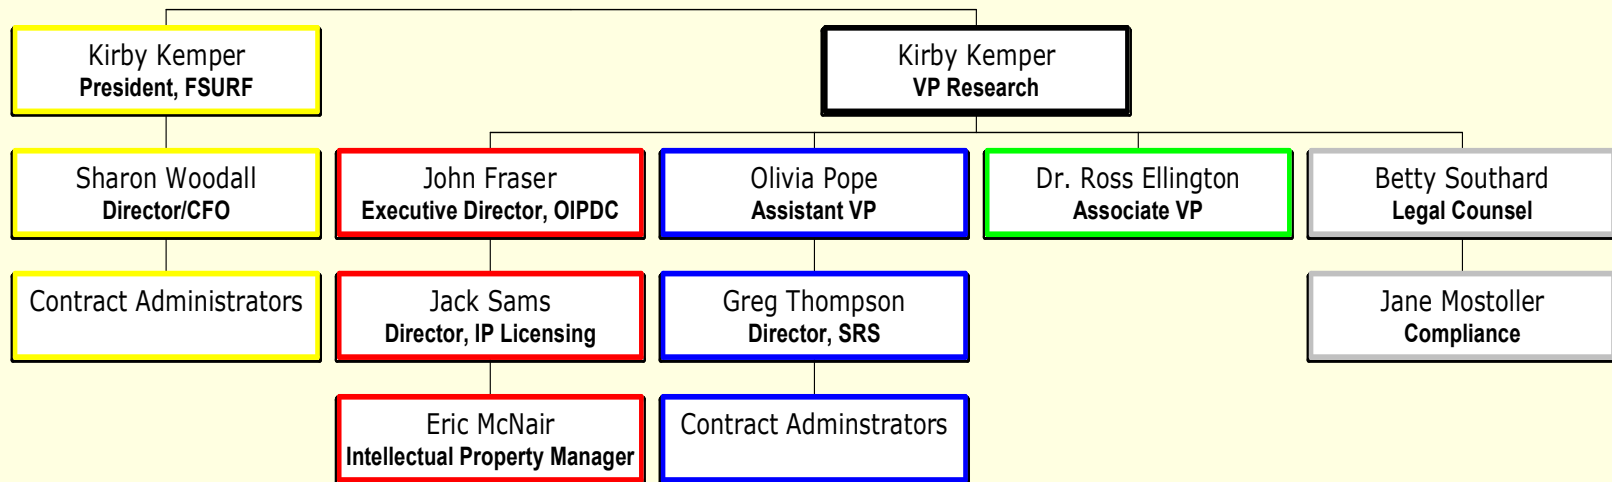 Kirby Kemper
President, FSURF
Kirby Kemper
VP Research
Sharon Woodall
Director/CFO
John Fraser
Executive Director, OIPDC
Olivia Pope
Assistant VP
Dr. Ross Ellington
Associate VP
Betty Southard
Legal Counsel
Contract Administrators
Jack Sams
Director, IP Licensing
Greg Thompson
Director, SRS
Jane Mostoller
Compliance
Eric McNair
Intellectual Property Manager
Contract Adminstrators